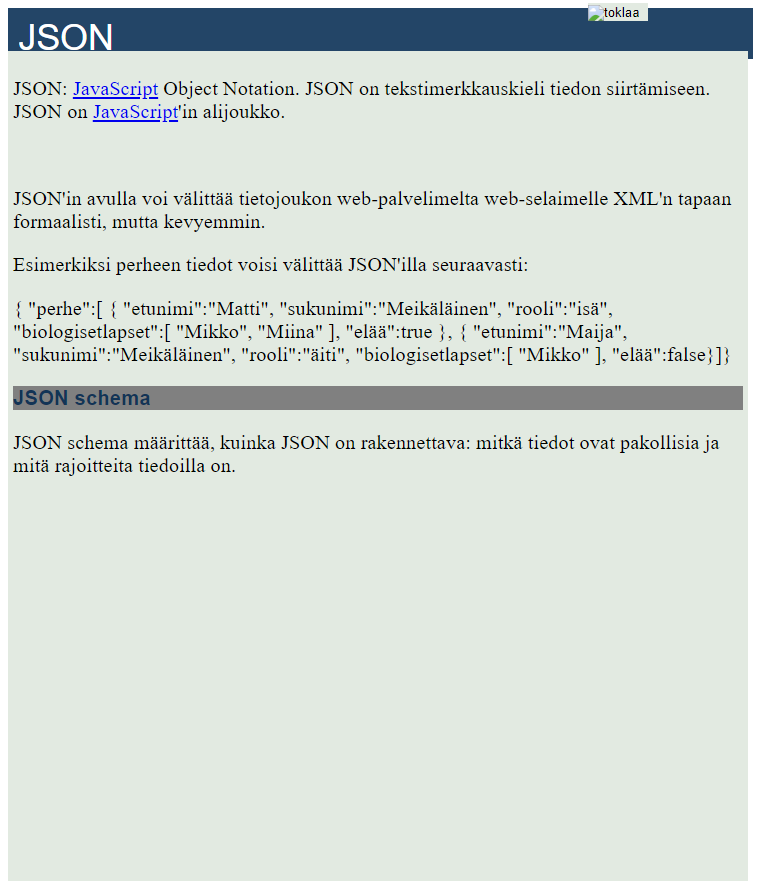 toklaa
JSON
JSON: JavaScript Object Notation. JSON on tekstimerkkauskieli tiedon siirtämiseen.
JSON on JavaScript'in alijoukko.
JSON'in avulla voi välittää tietojoukon web-palvelimelta web-selaimelle XML'n tapaan
formaalisti, mutta kevyemmin.
Esimerkiksi perheen tiedot voisi välittää JSON'illa seuraavasti:
{ "perhe":[ { "etunimi":"Matti", "sukunimi":"Meikäläinen", "rooli":"isä",
"biologisetlapset":[ "Mikko", "Miina" ], "elää":true }, { "etunimi":"Maija",
"sukunimi":"Meikäläinen", "rooli":"äiti", "biologisetlapset":[ "Mikko" ], "elää":false}]}
JSON schema
JSON schema määrittää, kuinka JSON on rakennettava: mitkä tiedot ovat pakollisia ja
mitä rajoitteita tiedoilla on.